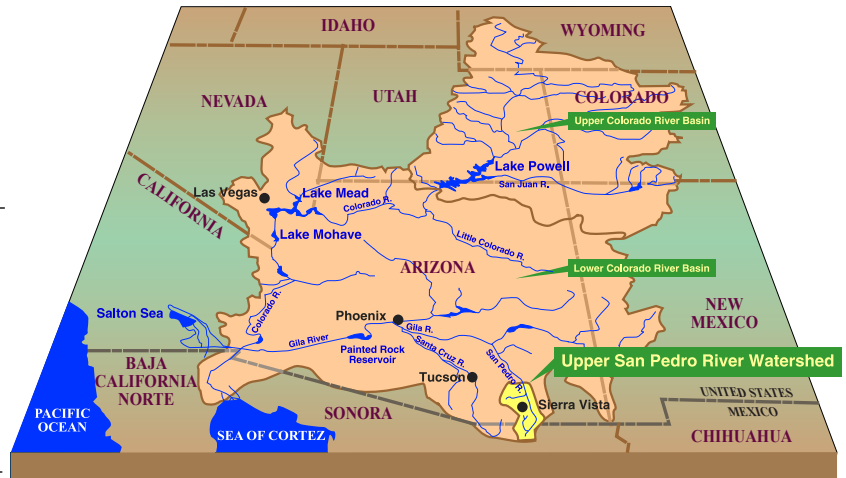 IDAHO
WYOMING
NEVADA
UTAH
COLORADO
Upper Colorado River Basin
Lake Powell
San Juan R.
Las Vegas
Lake Mead
Colorado R.
CALIFORNIA
Lake Mohave
Little Colorado R.
ARIZONA
Lower Colorado River Basin
Salton Sea
Colorado R.
Phoenix
Gila R.
NEW
MEXICO
Gila River
Painted Rock
Reservoir
Santa Cruz R.
San Pedro R.
Upper San Pedro River Watershed
BAJA
CALIFORNIA
NORTE
Tucson
UNITED STATES
MEXICO
Sierra Vista
SONORA
PACIFIC
OCEAN
SEA OF CORTEZ
CHIHUAHUA